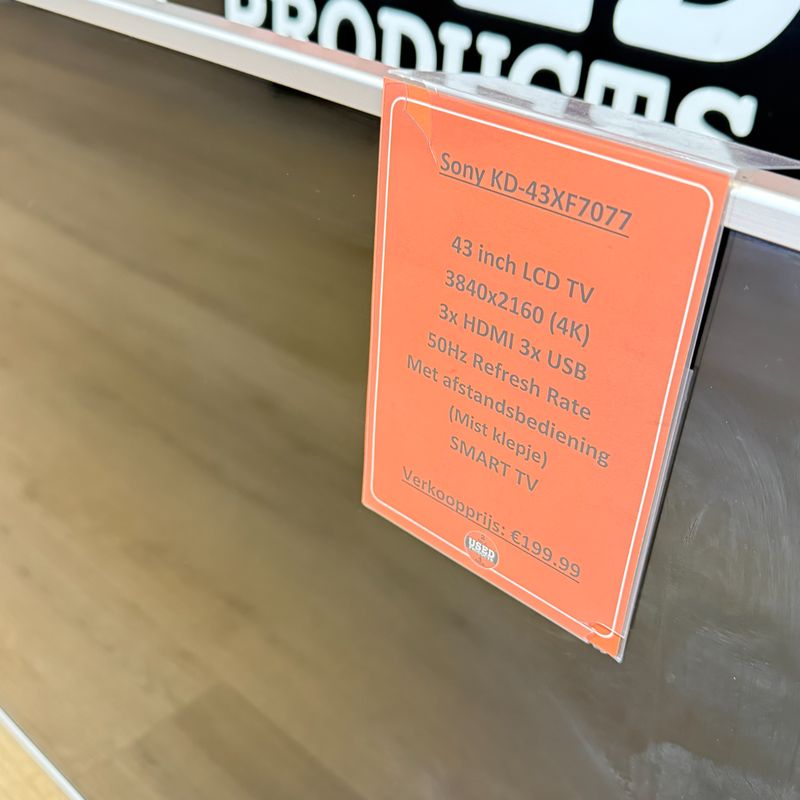 PRODUCTS
Sony KD-43XF7077
43 inch LCD TV
3840x2160 (4K)
3x HDMI 3x USB
50Hz Refresh Rate
Met afstandsbediening
(Mist klepje)
SMART TV
Verkoopprijs: €199.99
USED